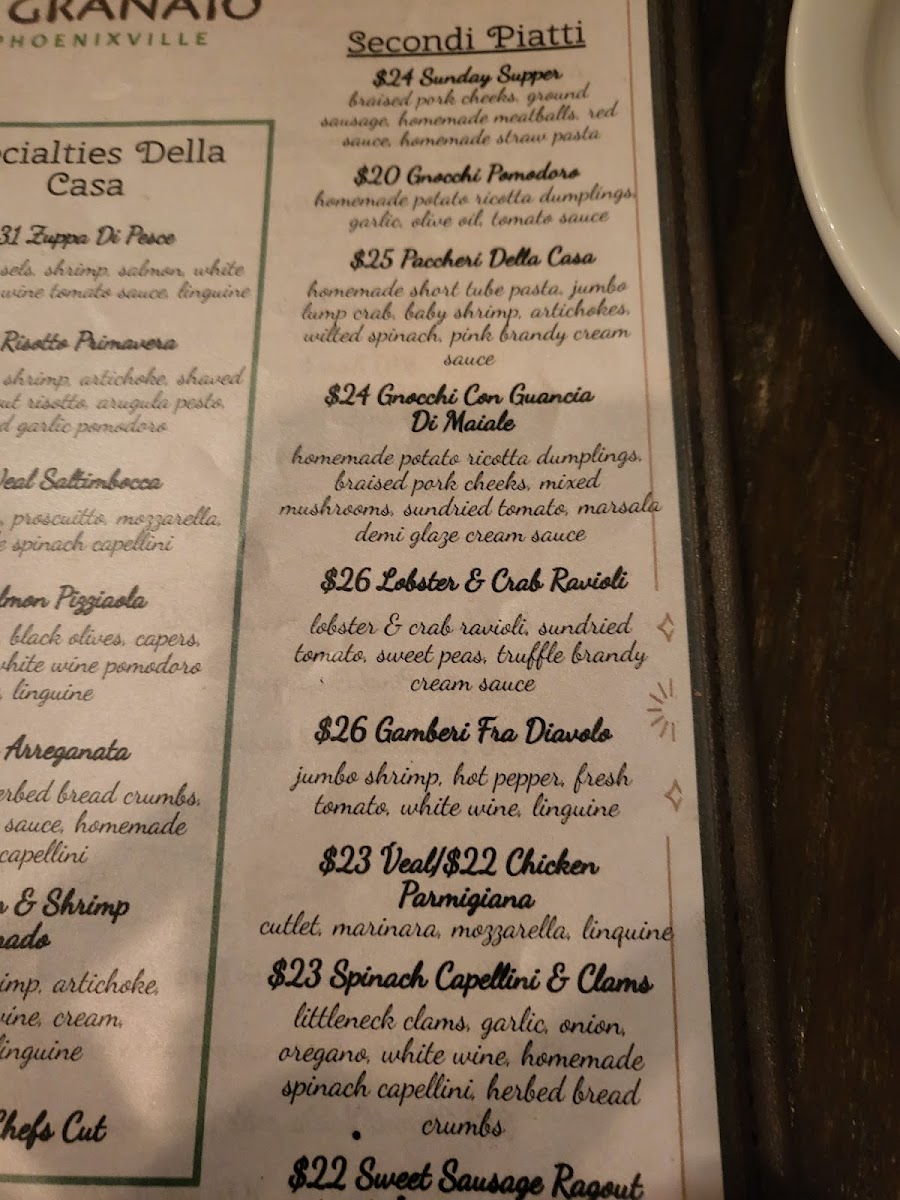 GRANAIO
PHOENIXVILLE
Della
Casa
31 Zuppa Di Pesce
shrimp, salmon, white
wine tomato sauce, linguine
Risotto Primavera
shrimp, artichoke, shaved
risotto, arugula pesto,
garlic pomodoro
Veal Saltimbocca
proscuitto, mozzarella,
spinach capellini
Pizziaola
black olives, capers,
white wine pomodoro
linguine
Arreganata
bread crumbs,
sauce, homemade
capellini
& Shrimp
artichoke,
cream,
linguine
Chefs Cut
Secondi Piatti
$24 Sunday Supper
braised pork cheeks, ground
sausage, homemade meatballs, red
sauce, homemade straw pasta
$20 Gnocchi Pomodoro
homemade potato ricotta dumplings,
garlic, olive oil, tomato sauce
$25 Paccheri Della Casa
homemade short tube pasta, jumbo
lump crab, baby shrimp, artichokes,
wilted spinach, pink brandy cream
sauce
$24 Gnocchi Con Guancia
Di Maiale
homemade potato ricotta dumplings,
braised pork cheeks, mixed
mushrooms, sundried tomato, marsala
demi glaze cream sauce
$26 Lobster & Crab Ravioli
lobster & crab ravioli, sundried
tomato, sweet peas, truffle brandy
cream sauce
$26 Gamberi Fra Diavolo
jumbo shrimp, hot pepper, fresh
tomato, white wine, linguine
$23 Veal/$22 Chicken
Parmigiana
cutlet, marinara, mozzarella, linguine
$23 Spinach Capellini & Clams
littleneck clams, garlic, onion,
oregano, white wine, homemade
spinach capellini, herbed bread
crumbs
$22 Sweet Sausage Ragout